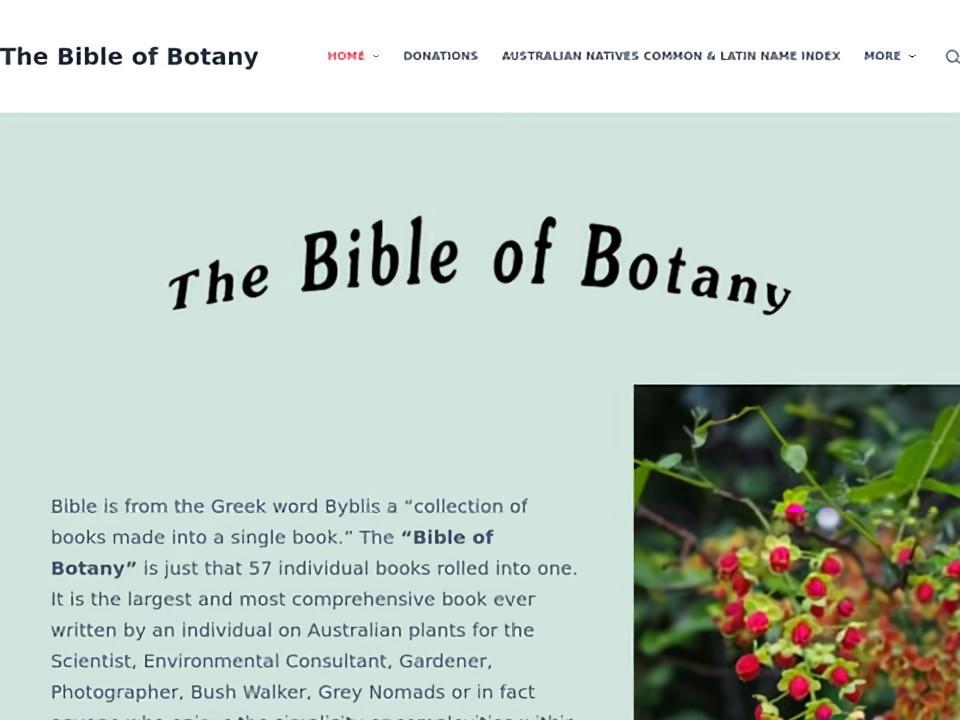 The Bible of Botany
HOME
DONATIONS
AUSTRALIAN NATIVES COMMON & LATIN NAME INDEX
MORE
The Bible of Botany
Bible is from the Greek word Byblis a “collection of
books made into a single book.” The “Bible of
Botany” is just that 57 individual books rolled into one.
It is the largest and most comprehensive book ever
written by an individual on Australian plants for the
Scientist, Environmental Consultant, Gardener,
Photographer, Bush Walker, Grey Nomads or in fact